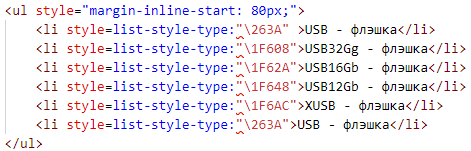 <ul style="margin-inline-start: 80px;">
<li style=list-style-type:"\263A" >USB - флэшка</li>
<li style=list-style-type:"\1F608">USB32Gg - флэшка</li>
<li style=list-style-type:"\1F62A">USB16Gb - флэшка</li>
<li style=list-style-type:"\1F648">USB12Gb - флэшка</li>
<li style=list-style-type:"\1F6AC">XUSB - флэшка</li>
<li style=list-style-type:"\263A">USB - флэшка</li>
</ul>